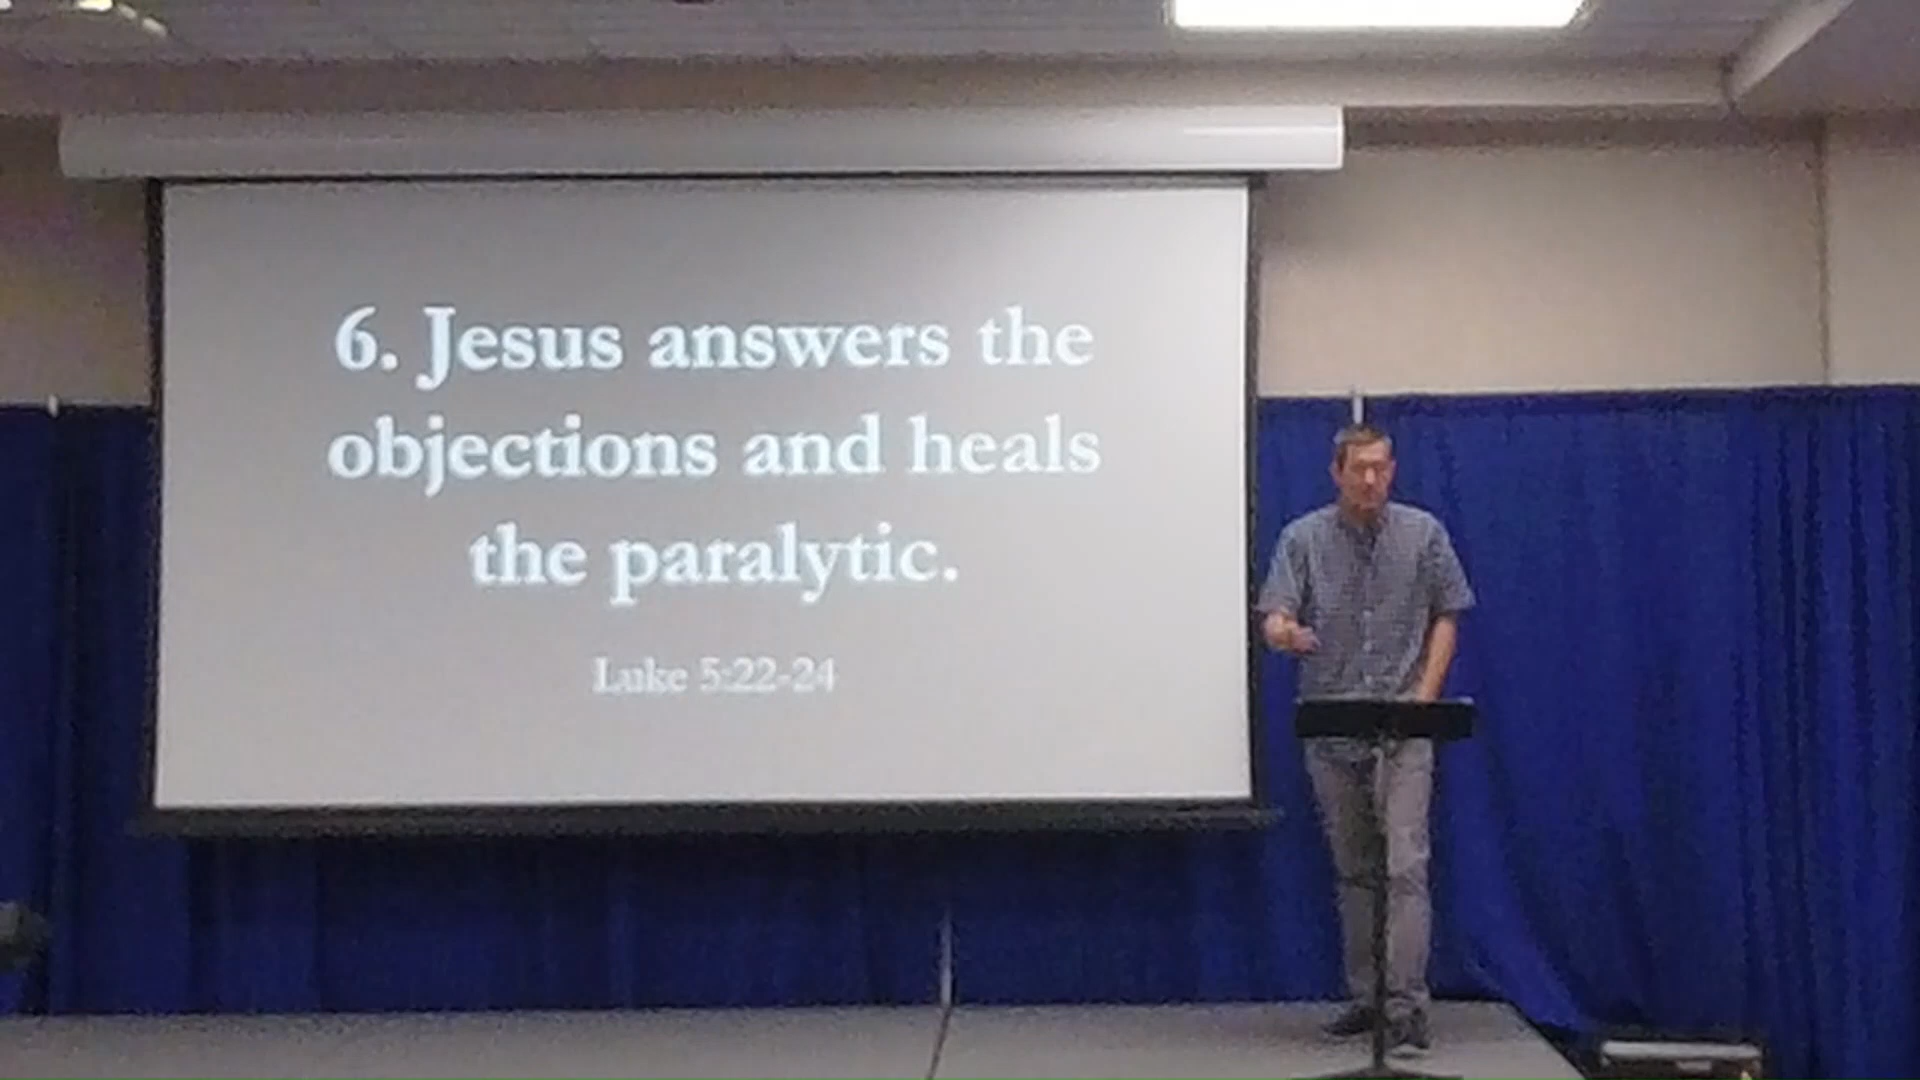 6. Jesus answers the
objections and heals
the paralytic.
Luke 5:22-24